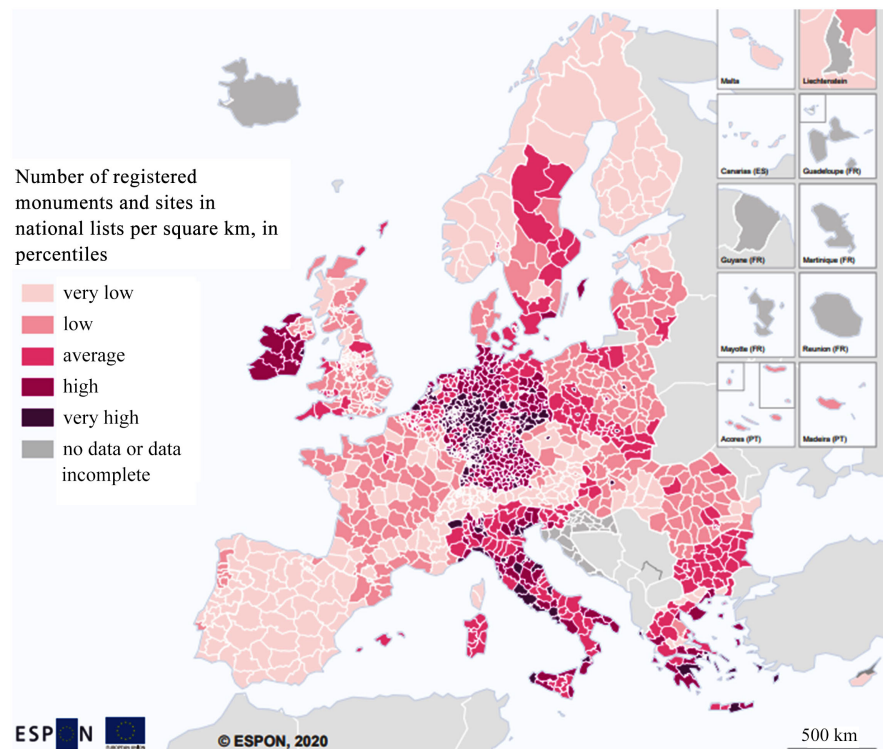 Malta
Liechtenstein
Canarias (ES)
Guadeloupe (FR)
Number of registered
monuments and sites in
national lists per square km, in
percentiles
Guyane (FR)
Martinique (FR)
very low
low
average
high
very high
no data or data
incomplete
Mayotte (FR)
Reunion (FR)
Acores (PT)
Madeira (PT)
ESPON
© ESPON, 2020
500 km